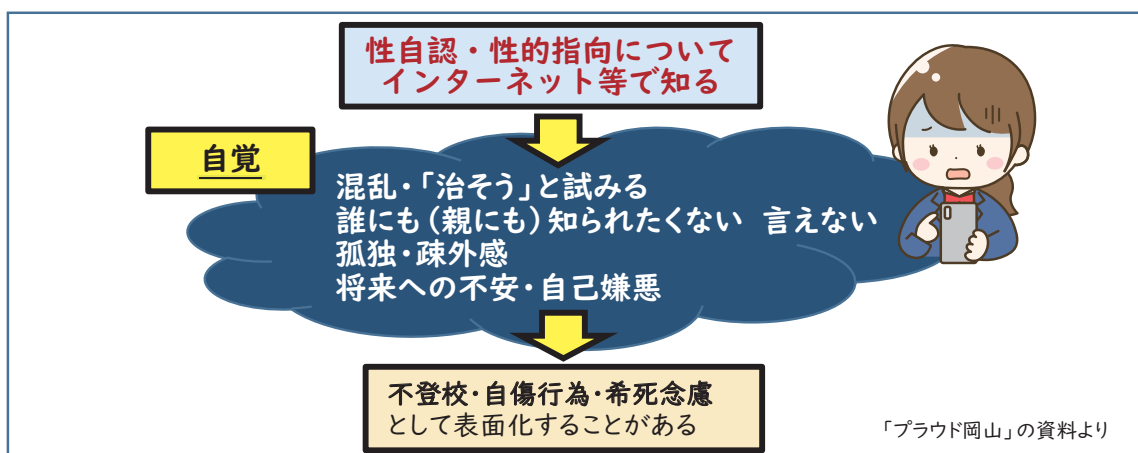 性自認・性的指向について
インターネット等で知る
自覚
混乱・「治そう」と試みる
誰にも(親にも)知られたくない 言えない
孤独・疎外感
将来への不安・自己嫌悪
不登校・自傷行為・希死念慮
として表面化することがある
「プラウド岡山」の資料より